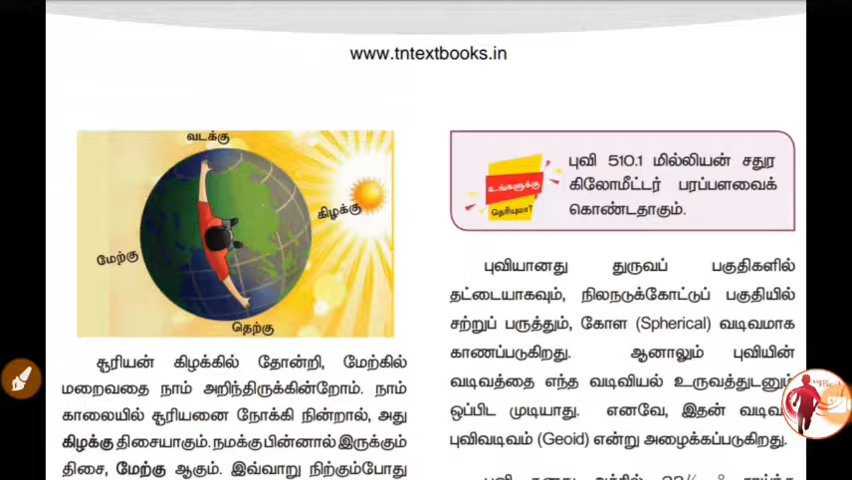 www.tntextbooks.in
வடக்கு
கிழக்கு
மேற்கு
தெற்கு
சூரியன் கிழக்கில் தோன்றி, மேற்கில்
மறைவதை நாம் அறிந்திருக்கின்றோம். நாம்
காலையில் சூரியனை நோக்கி நின்றால், அது
கிழக்கு திசையாகும். நமக்கு பின்னால் இருக்கும்
திசை, மேற்கு ஆகும். இவ்வாறு நிற்கும்போது
உங்களுக்கு
தெரியுமா?
புவி 510.1 மில்லியன் சதுர
கிலோமீட்டர் பரப்பளவைக்
கொண்டதாகும்.
புவியானது துருவப் பகுதிகளில்
தட்டையாகவும், நிலநடுக்கோட்டுப் பகுதியில்
சற்றுப் பருத்தும், கோள (Spherical) வடிவமாக
காணப்படுகிறது. ஆனாலும் புவியின்
வடிவத்தை எந்த வடிவியல் உருவத்துடனும்
ஒப்பிட முடியாது. எனவே, இதன்
புவிவடிவம் (Geoid) என்று அழைக்கப்படுகிறது.